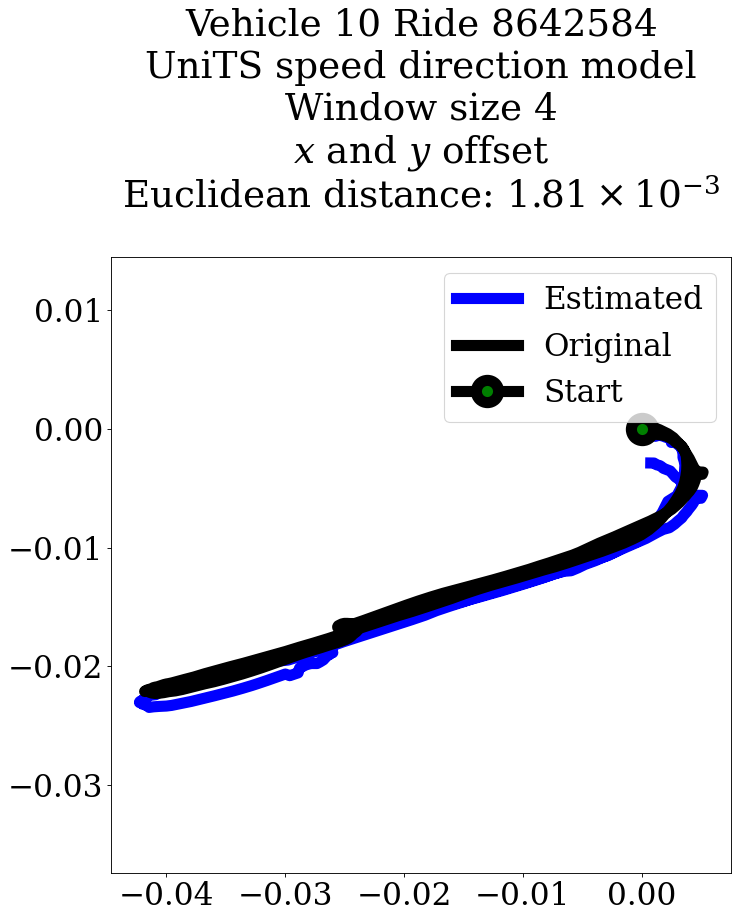 Vehicle 10 Ride 8642584
UniTS speed direction model
Window size 4
x and y offset
Euclidean distance: 1.81 × 10⁻³
Estimated
Original
Start
0.01
0.00
−0.01
−0.02
−0.03
−0.04 −0.03 −0.02 −0.01 0.00